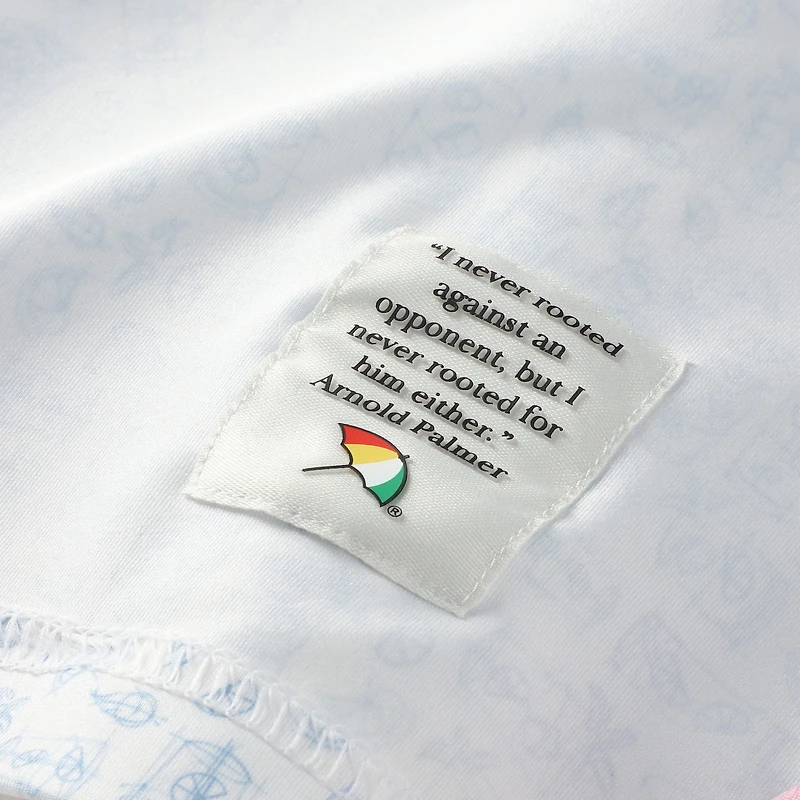 “I never rooted
against an
opponent, but I
never rooted for
him either.”
Arnold Palmer
®